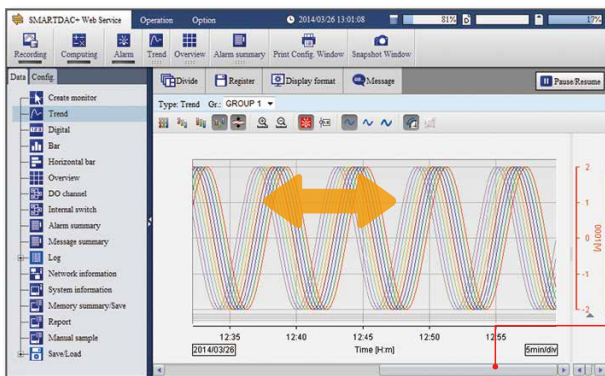 SMARTDAC+ Web Service Operation Option 2014/03/26 13:01:08 81% D 17%
Recording Computing Alarm Trend Overview Alarm summary Print Config. Window Snapshot Window
Data Config. Divide Register Display format Message Pause/Resume
Create monitor
Type: Trend Gr.: GROUP 1
Trend
Digital
Bar
Horizontal bar
Overview
DO channel
Internal switch
Alarm summary
Message summary
Log
Network information
System information
Memory summary/Save
Report
Manual sample
Save/Load
2
1
0
-1
-2
0001[V]
12:35 12:40 12:45 12:50 12:55
2014/03/26 Time [H:m] 5min/div